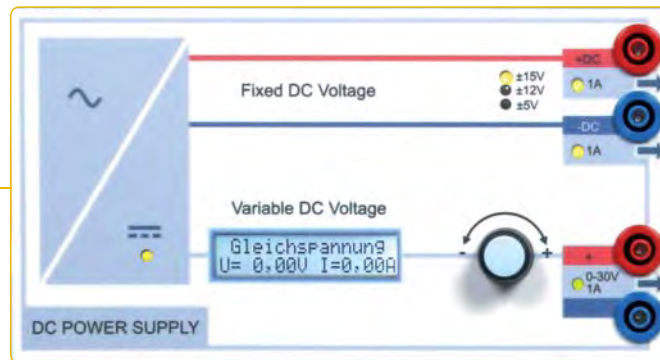 +DC
Fixed DC Voltage
±15V
±12V
±5V
1A
-DC
1A
Variable DC Voltage
Gleichspannung
U= 0,00V I=0,00A
- +
+
0-30V
1A
DC POWER SUPPLY